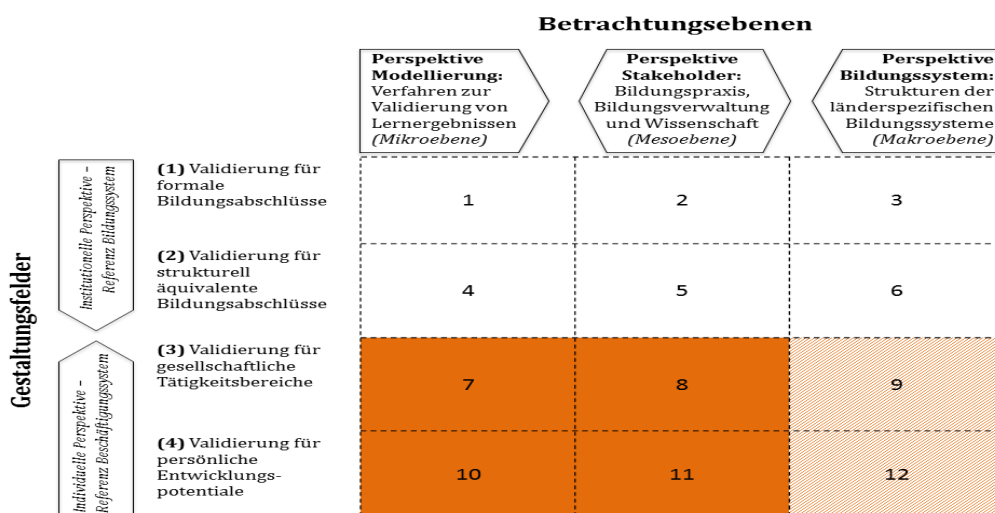 Betrachtungsebenen
Perspektive
Modellierung:
Verfahren zur
Validierung von
Lernergebnissen
(Mikroebene)
Perspektive
Stakeholder:
Bildungspraxis,
Bildungsverwaltung
und Wissenschaft
(Mesoebene)
Perspektive
Bildungssystem:
Strukturen der
länderspezifischen
Bildungssysteme
(Makroebene)
Gestaltungsfelder
Institutionelle Perspektive –
Referenz Bildungssystem
(1) Validierung für
formale
Bildungsabschlüsse
1
2
3
(2) Validierung für
strukturell
äquivalente
Bildungsabschlüsse
4
5
6
Individuelle Perspektive –
Referenz Beschäftigungssystem
(3) Validierung für
gesellschaftliche
Tätigkeitsbereiche
7
8
9
(4) Validierung für
persönliche
Entwicklungs-
potentiale
10
11
12